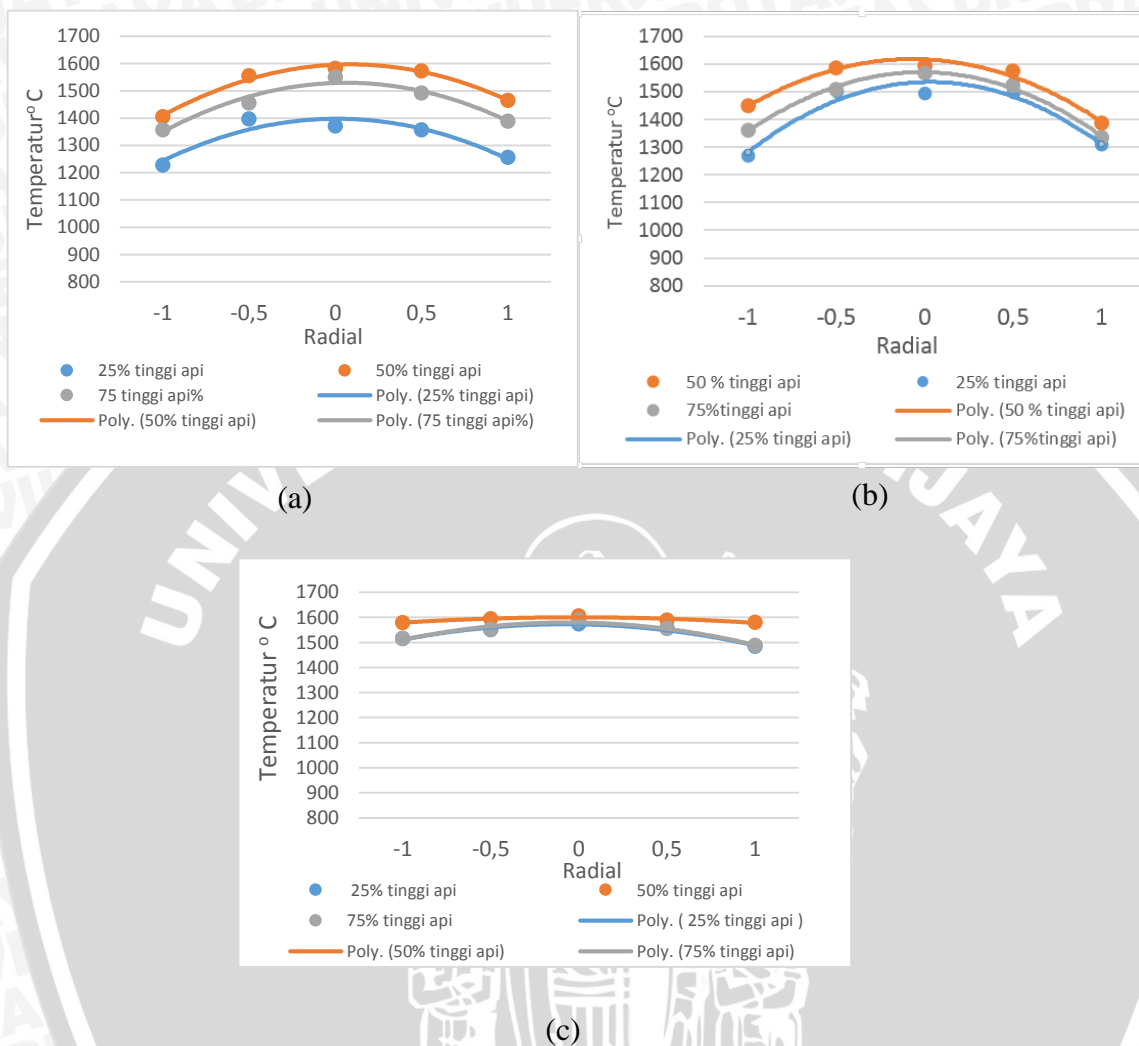 1700
1600
1500
1400
1300
1200
1100
1000
900
800
Temperatur⁰ C
-1 -0,5 0 0,5 1
Radial
25% tinggi api 50% tinggi api
75 tinggi api% Poly. (25% tinggi api)
Poly. (50% tinggi api) Poly. (75 tinggi api%)
(a)
1700
1600
1500
1400
1300
1200
1100
1000
900
800
Temperatur ⁰C
-1 -0,5 0 0,5 1
Radial
50 % tinggi api 25% tinggi api
75%tinggi api Poly. (50 % tinggi api)
Poly. (25% tinggi api) Poly. (75%tinggi api)
(b)
1700
1600
1500
1400
1300
1200
1100
1000
900
800
Temperatur ⁰ C
-1 -0,5 0 0,5 1
Radial
25% tinggi api 50% tinggi api
75% tinggi api Poly. ( 25% tinggi api )
Poly. (50% tinggi api) Poly. (75% tinggi api)
(c)